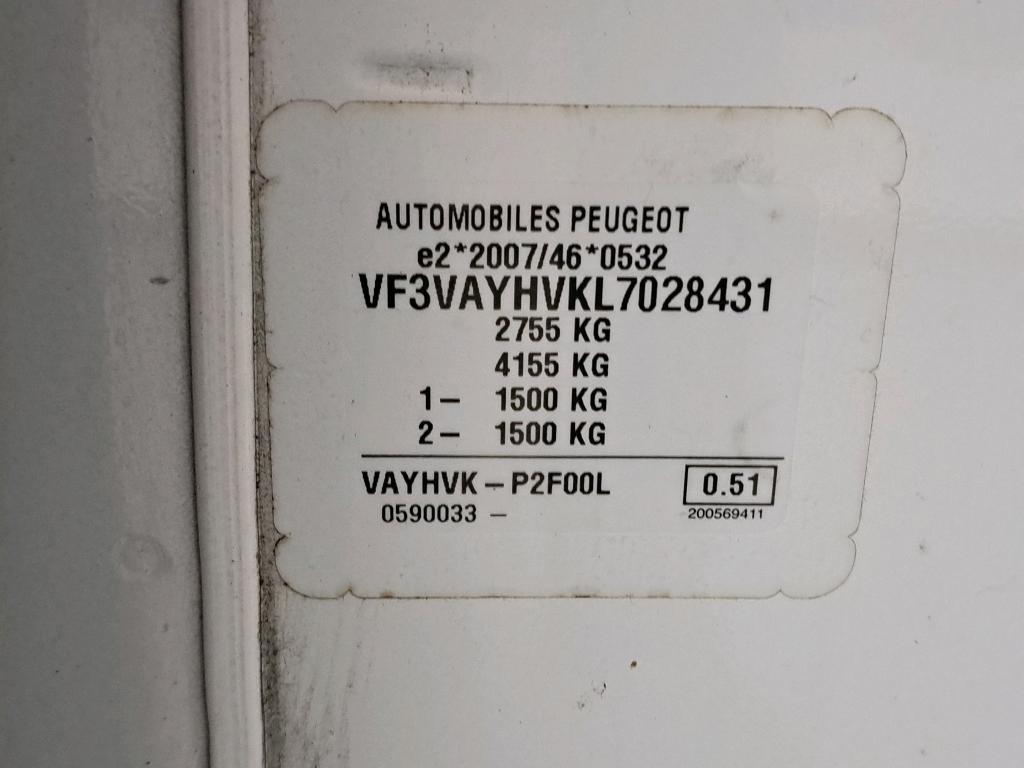 AUTOMOBILES PEUGEOT
e2*2007/46*0532
VF3VAYHVKL7028431
2755 KG
4155 KG
1- 1500 KG
2- 1500 KG
VAYHVK - P2F00L 0.51
0590033 - 200569411